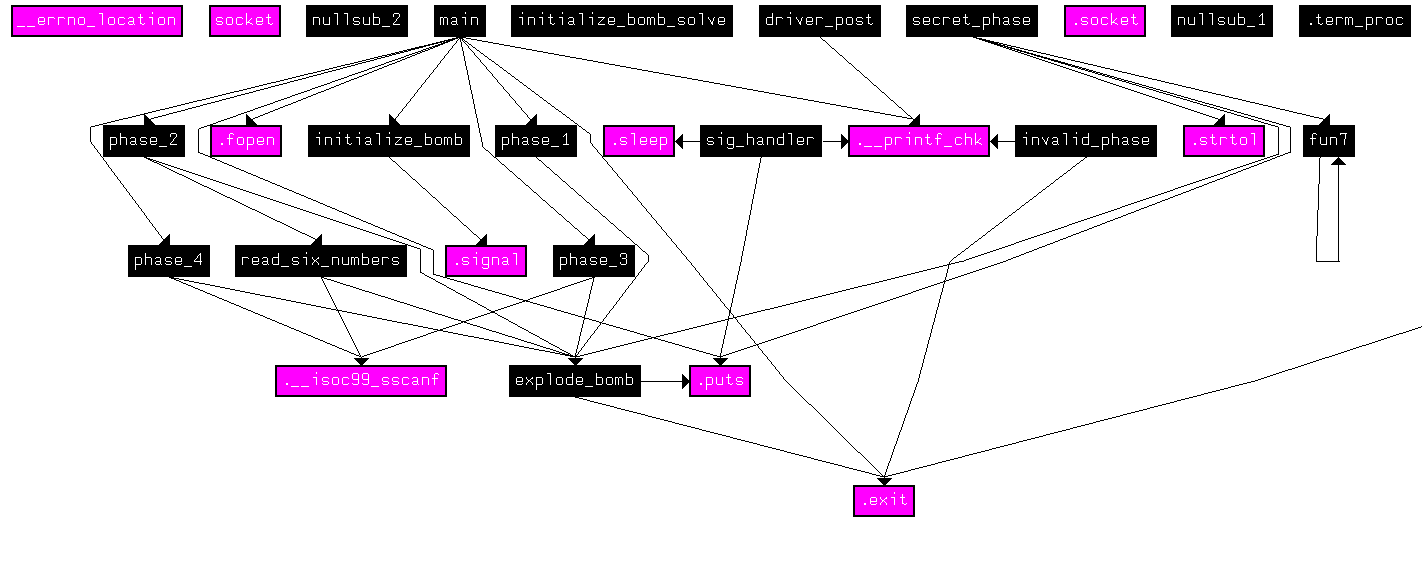 __errno_location
socket
nullsub_2
main
initialize_bomb_solve
driver_post
secret_phase
.socket
nullsub_1
.term_proc
phase_2
.fopen
initialize_bomb
phase_1
.sleep
sig_handler
.__printf_chk
invalid_phase
.strtol
fun7
phase_4
read_six_numbers
.signal
phase_3
.__isoc99_sscanf
explode_bomb
.puts
.exit